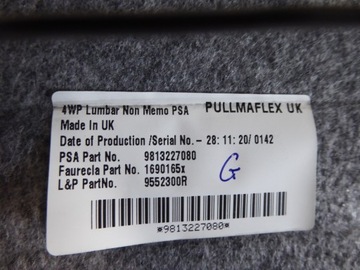 4WP Lumbar Non Memo PSA PULLMAFLEX UK
Made In UK
Date of Production /Serial No. - 28: 11: 20/ 0142
PSA Part No. 9813227080
Faurecia Part No. 1690165x
L&P PartNo. 9552300R
G
*9813227080*